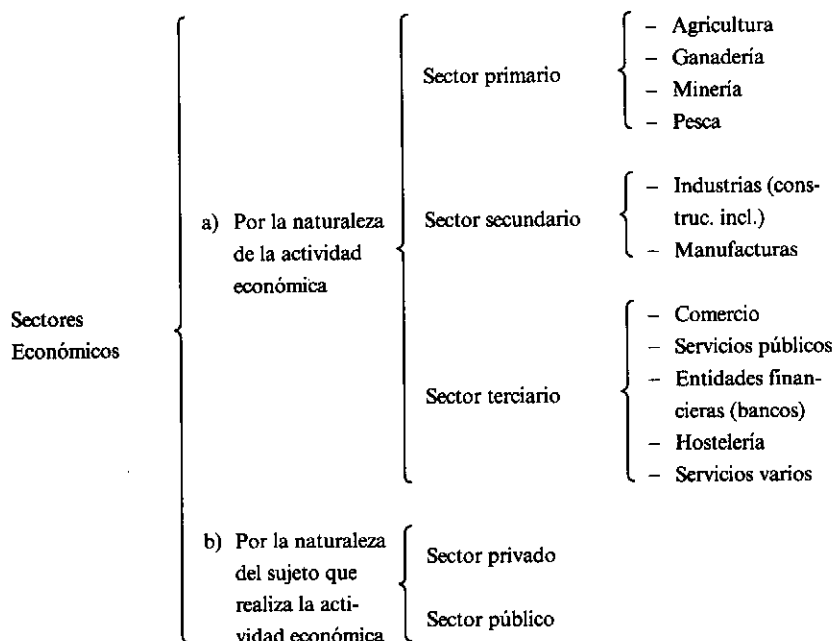 Sectores
Económicos
a) Por la naturaleza
de la actividad
económica
Sector primario
– Agricultura
– Ganadería
– Minería
– Pesca
Sector secundario
– Industrias (cons-
truc. incl.)
– Manufacturas
Sector terciario
– Comercio
– Servicios públicos
– Entidades finan-
cieras (bancos)
– Hostelería
– Servicios varios
b) Por la naturaleza
del sujeto que
realiza la acti-
vidad económica
Sector privado
Sector público